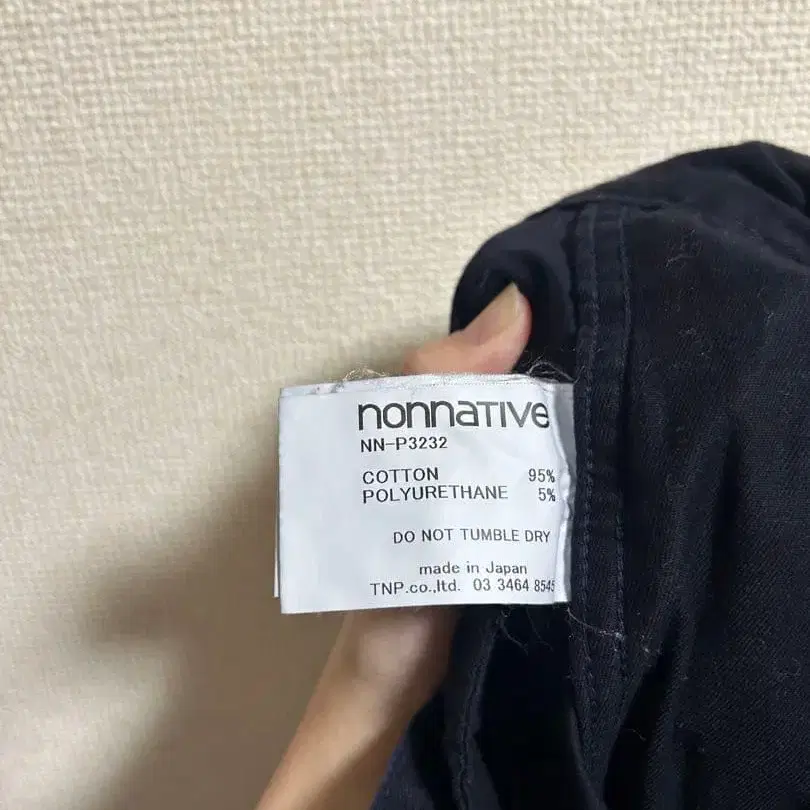 nonnative
NN-P3232
COTTON 95%
POLYURETHANE 5%
DO NOT TUMBLE DRY
made in Japan
TNP.co.,ltd. 03 3464 8545